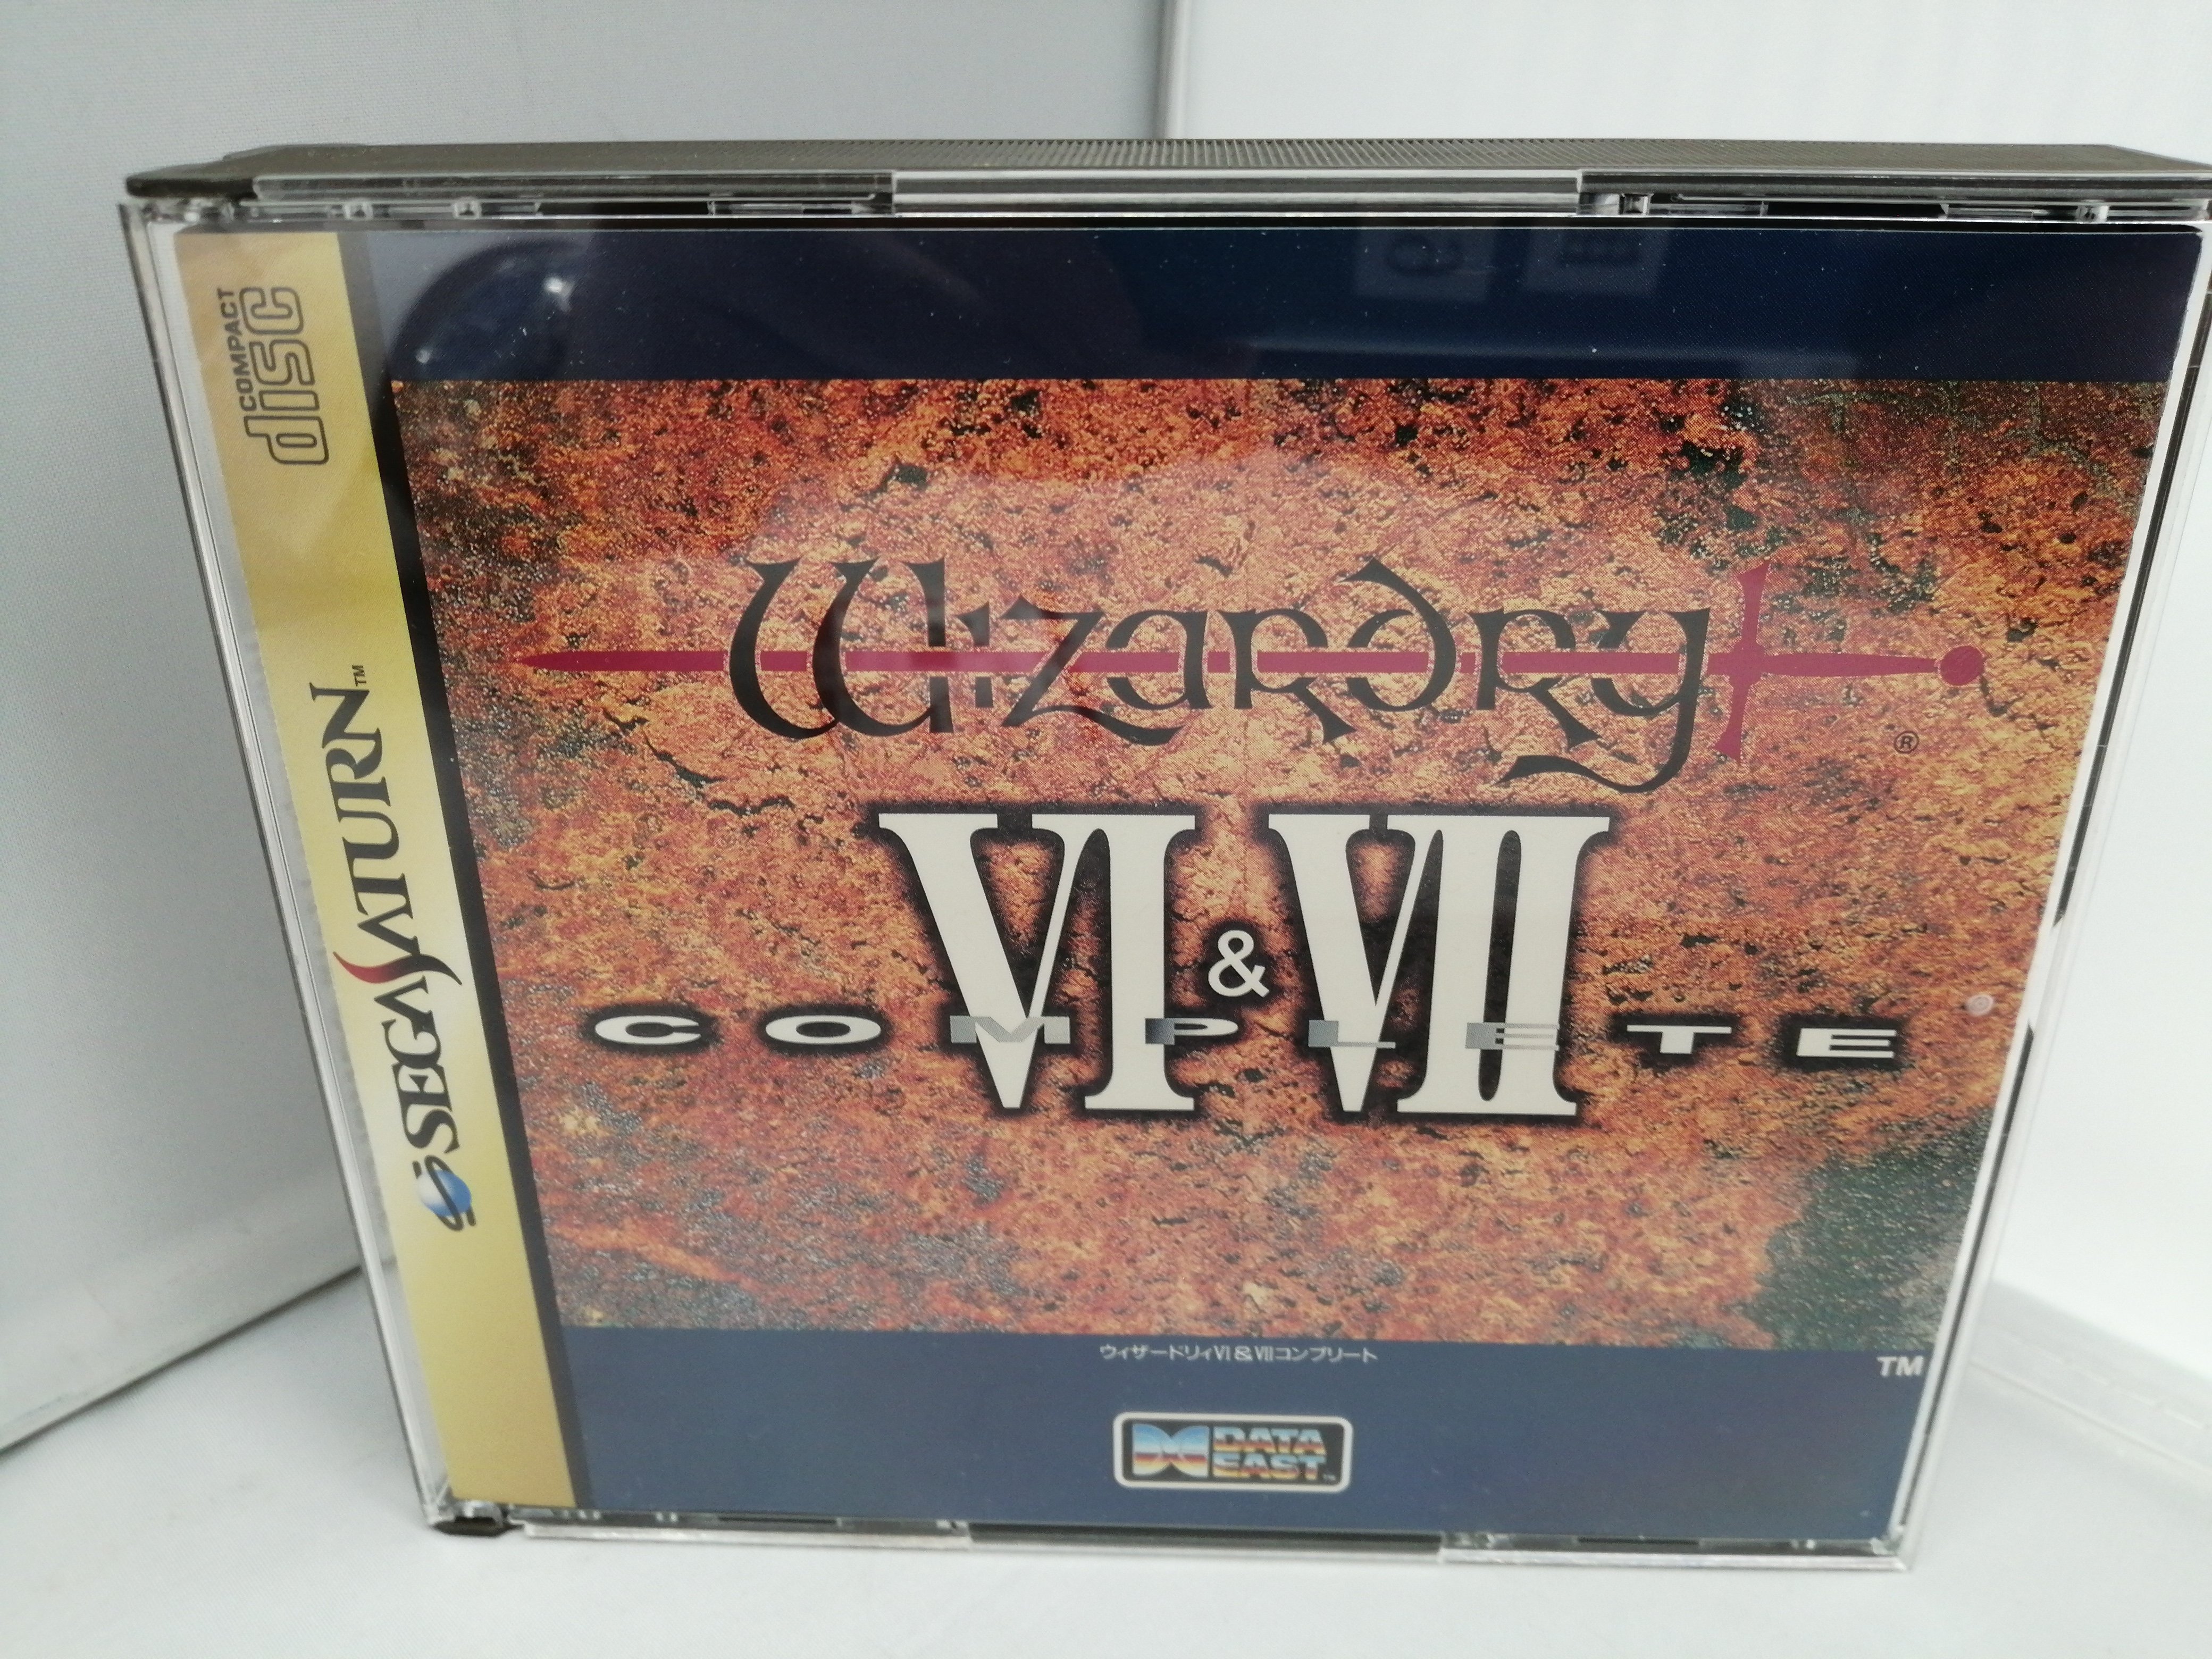 COMPACT
disc
SEGA SATURN™
Wizardry
®
VI & VII
COMPLETE
ウィザードリィVI&VIIコンプリート
TM
DATA
EAST™